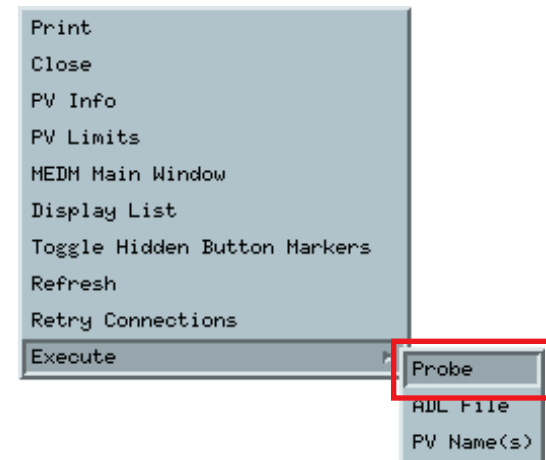 Print
Close
PV Info
PV Limits
MEDM Main Window
Display List
Toggle Hidden Button Markers
Refresh
Retry Connections
Execute
Probe
ADL File
PV Name(s)